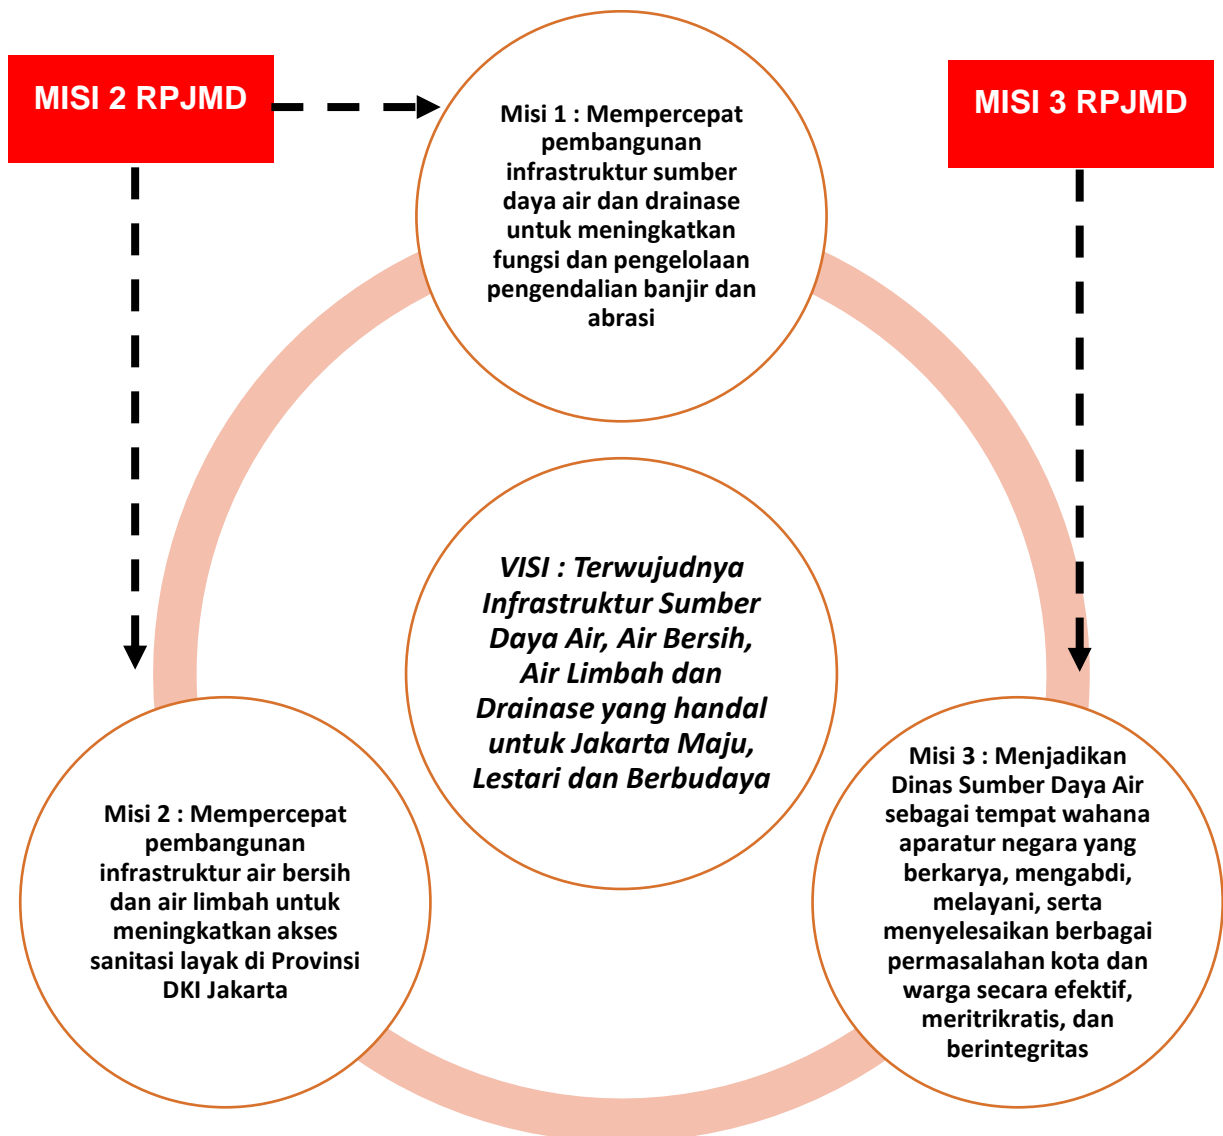 MISI 2 RPJMD
MISI 3 RPJMD
Misi 1 : Mempercepat
pembangunan
infrastruktur sumber
daya air dan drainase
untuk meningkatkan
fungsi dan pengelolaan
pengendalian banjir dan
abrasi
VISI : Terwujudnya
Infrastruktur Sumber
Daya Air, Air Bersih,
Air Limbah dan
Drainase yang handal
untuk Jakarta Maju,
Lestari dan Berbudaya
Misi 2 : Mempercepat
pembangunan
infrastruktur air bersih
dan air limbah untuk
meningkatkan akses
sanitasi layak di Provinsi
DKI Jakarta
Misi 3 : Menjadikan
Dinas Sumber Daya Air
sebagai tempat wahana
aparatur negara yang
berkarya, mengabdi,
melayani, serta
menyelesaikan berbagai
permasalahan kota dan
warga secara efektif,
meritrikratis, dan
berintegritas